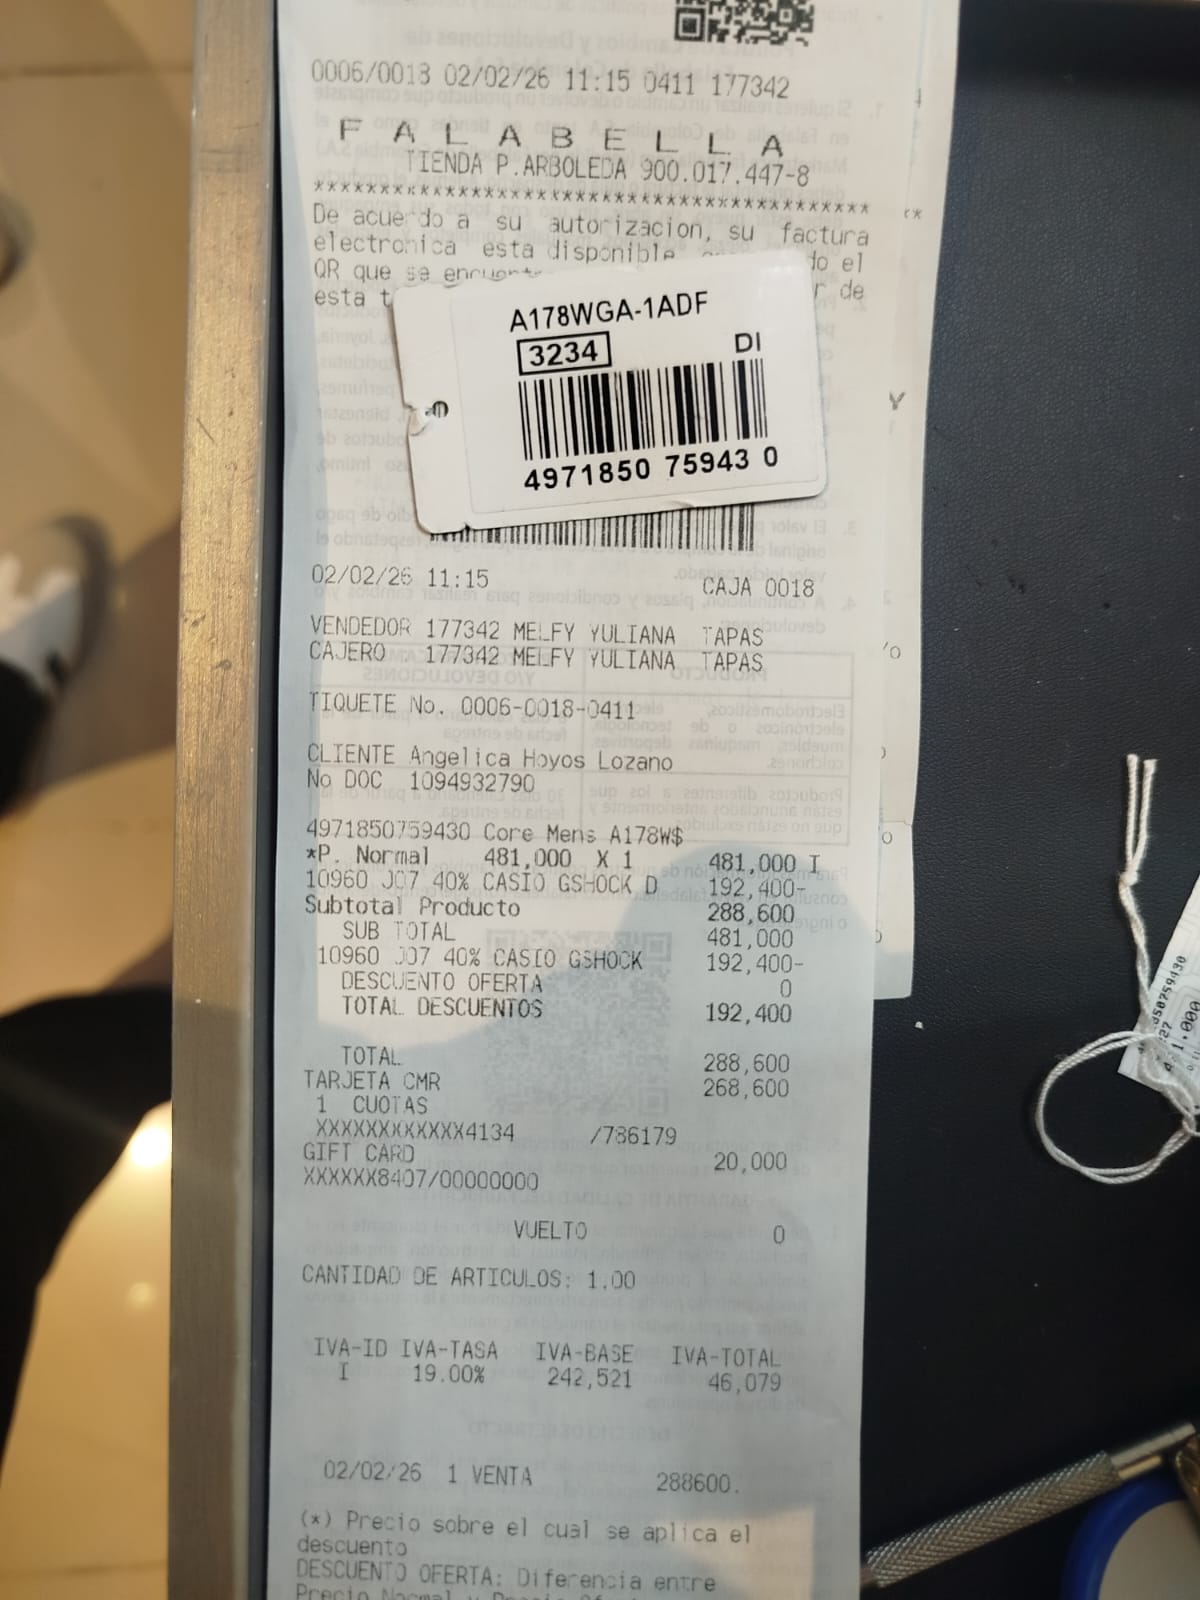 0006/0018 02/02/26 11:15 0411 177342
F A L A B E L L A
TIENDA P.ARBOLEDA 900.017.447-8
*******************************************
De acuerdo a su autorizacion, su factura
electronica esta disponible do el
QR que se
esta r de
A178WGA-1ADF
3234 DI
4971850 75943 0
02/02/26 11:15 CAJA 0018
VENDEDOR 177342 MELFY YULIANA TAPAS
CAJERO 177342 MELFY YULIANA TAPAS
TIQUETE No. 0006-0018-0411
CLIENTE Angelica Hoyos Lozano
No DOC 1094932790
4971850759430 Core Mens A178W$
*P. Normal 481,000 X 1 481,000 I
10960 J07 40% CASIO GSHOCK D 192,400-
Subtotal Producto 288,600
SUB TOTAL 481,000
10960 J07 40% CASIO GSHOCK 192,400-
DESCUENTO OFERTA 0
TOTAL DESCUENTOS 192,400
TOTAL 288,600
TARJETA CMR 268,600
1 CUOTAS
XXXXXXXXXXXX4134 /786179
GIFT CARD 20,000
XXXXXX8407/00000000
VUELTO 0
CANTIDAD DE ARTICULOS: 1.00
IVA-ID IVA-TASA IVA-BASE IVA-TOTAL
I 19.00% 242,521 46,079
02/02/26 1 VENTA 288600.
(*) Precio sobre el cual se aplica el
descuento
DESCUENTO OFERTA: Diferencia entre
Precio Normal y